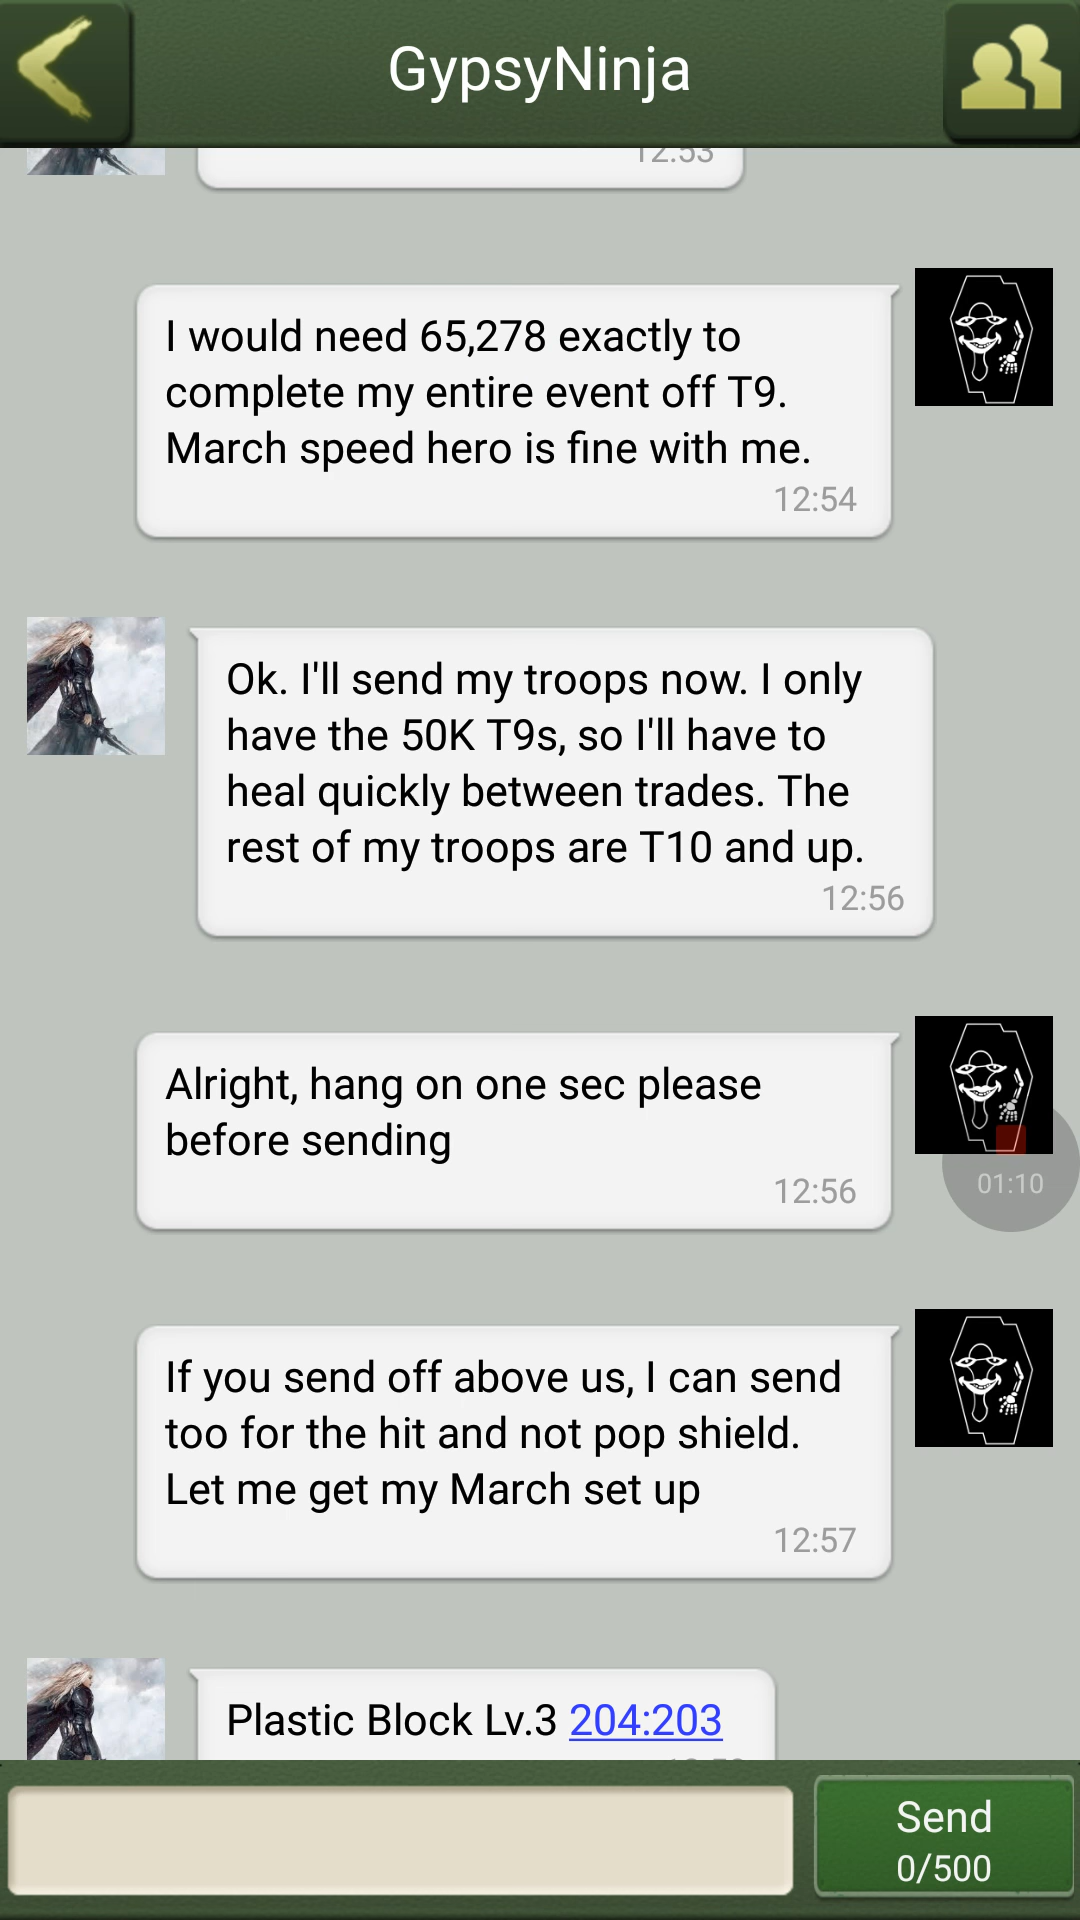 GypsyNinja
12:53
I would need 65,278 exactly to
complete my entire event off T9.
March speed hero is fine with me.
12:54
Ok. I'll send my troops now. I only
have the 50K T9s, so I'll have to
heal quickly between trades. The
rest of my troops are T10 and up.
12:56
Alright, hang on one sec please
before sending
12:56
01:10
If you send off above us, I can send
too for the hit and not pop shield.
Let me get my March set up
12:57
Plastic Block Lv.3 204:203
Send
0/500